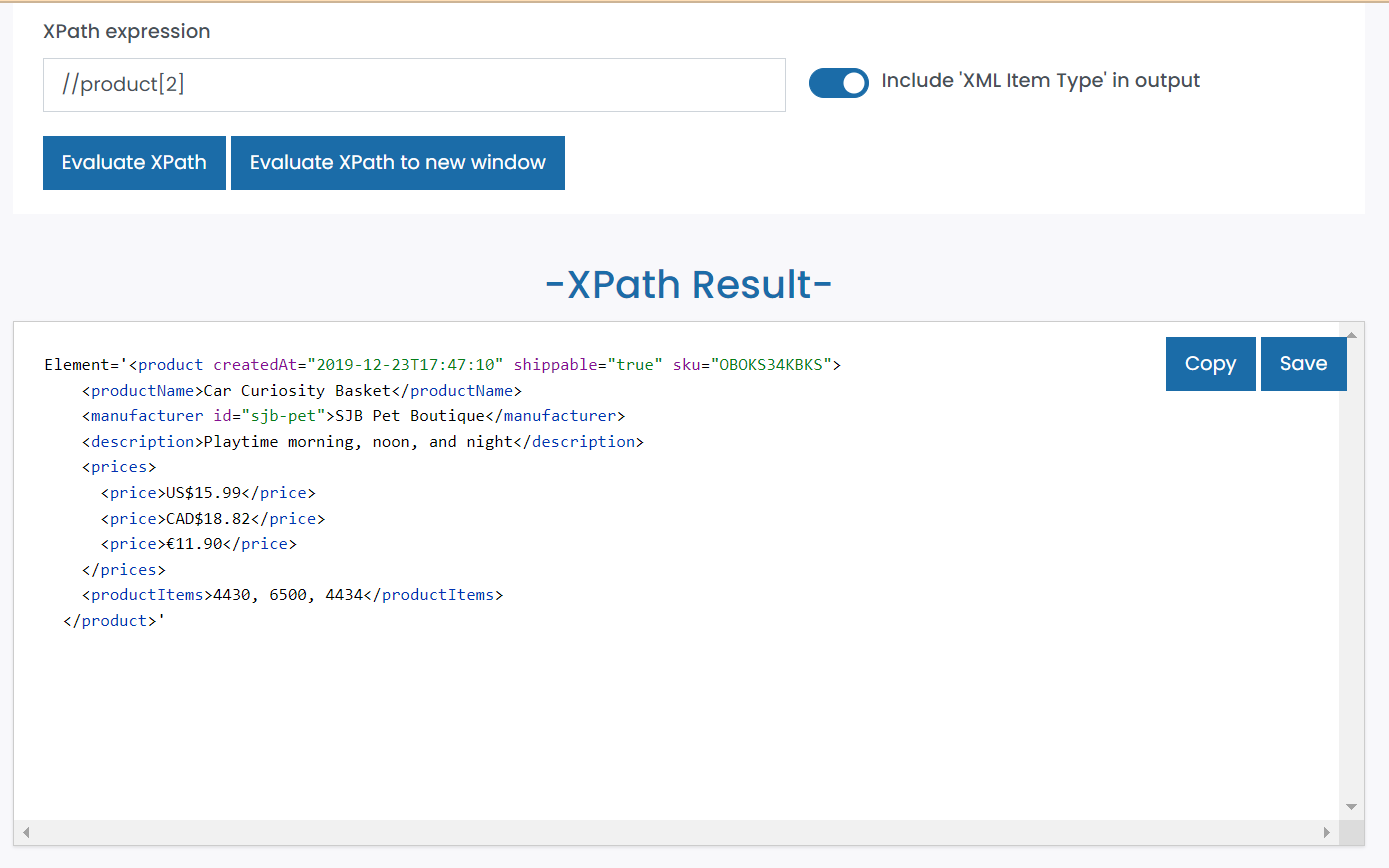 XPath expression
//product[2]
Include 'XML Item Type' in output
Evaluate XPath
Evaluate XPath to new window
-XPath Result-
Copy
Save
Element='<product createdAt="2019-12-23T17:47:10" shippable="true" sku="OBOKS34KBKS">
<productName>Car Curiosity Basket</productName>
<manufacturer id="sjb-pet">SJB Pet Boutique</manufacturer>
<description>Playtime morning, noon, and night</description>
<prices>
<price>US$15.99</price>
<price>CAD$18.82</price>
<price>€11.90</price>
</prices>
<productItems>4430, 6500, 4434</productItems>
</product>'